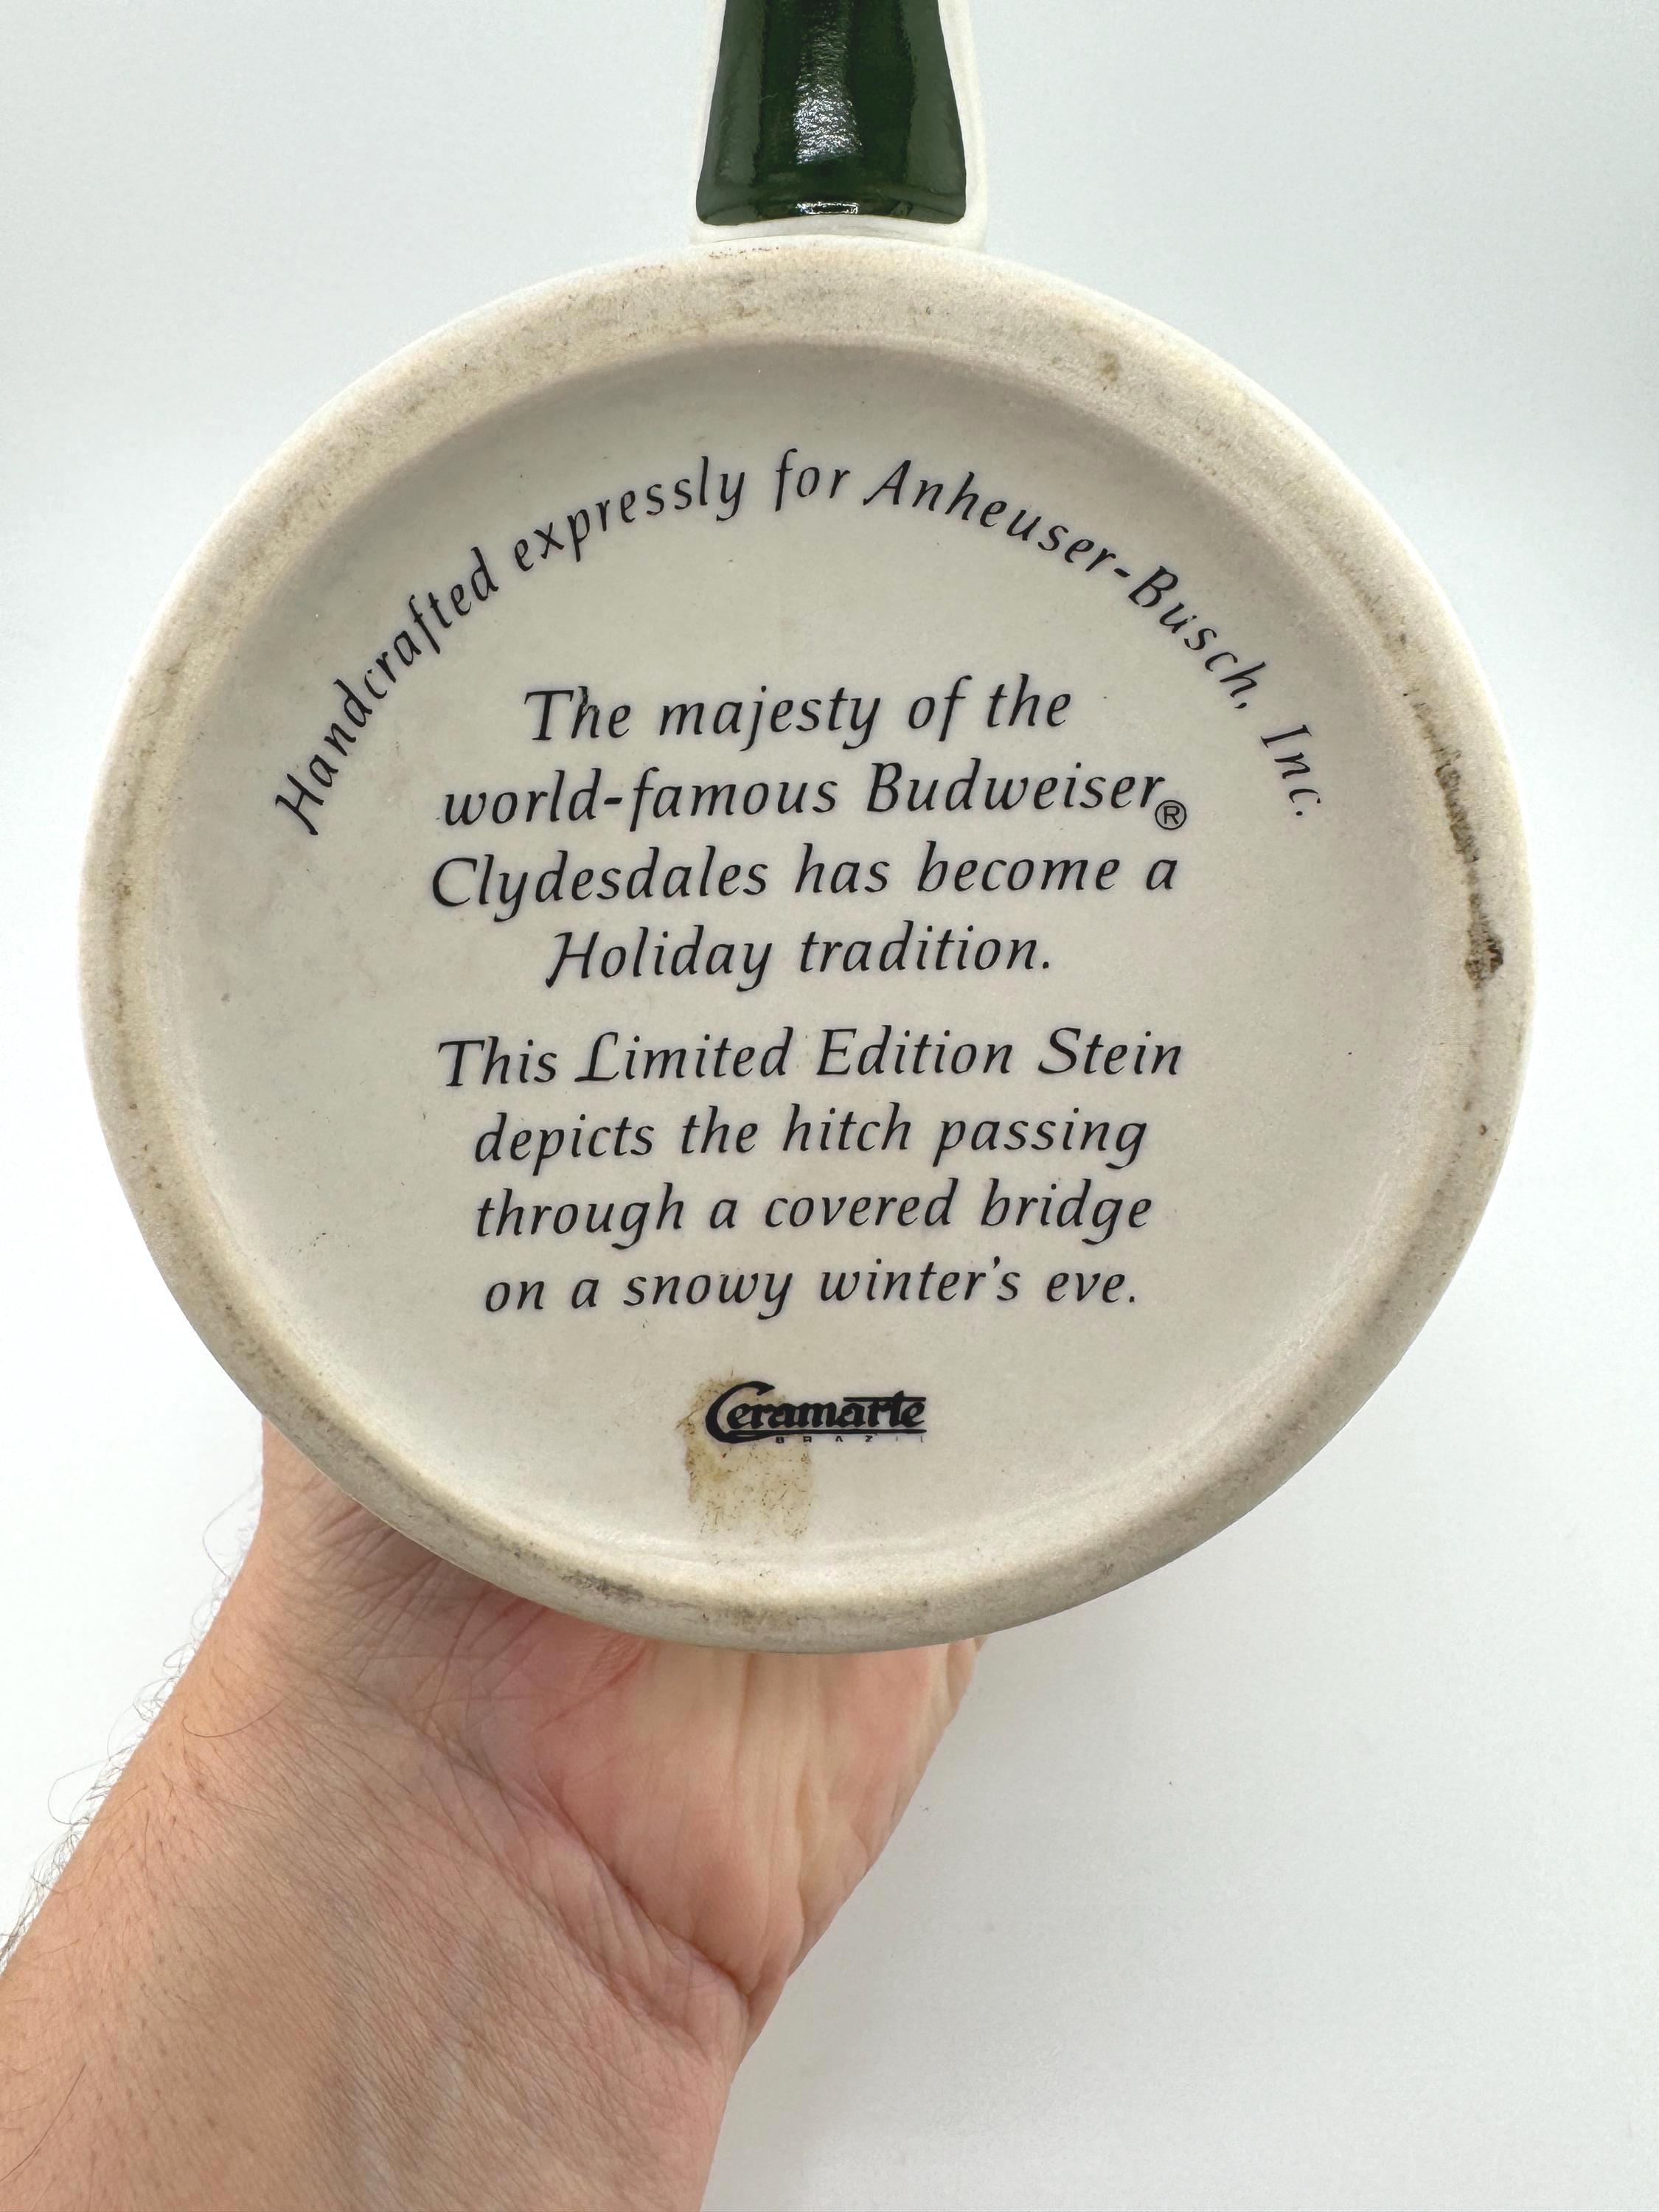 Handcrafted expressly for Anheuser-Busch, Inc.
The majesty of the
world-famous Budweiser®
Clydesdales has become a
Holiday tradition.
This Limited Edition Stein
depicts the hitch passing
through a covered bridge
on a snowy winter's eve.
Ceramarte
BRAZIL